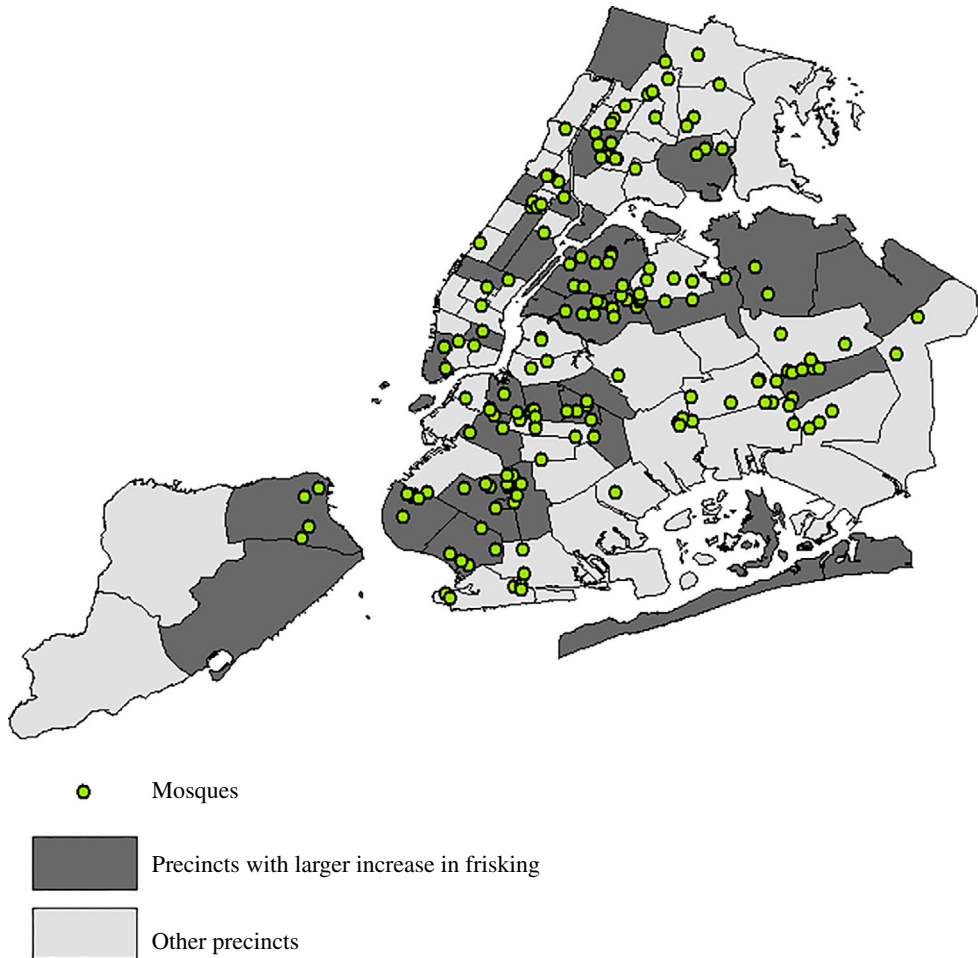 Mosques
Precincts with larger increase in frisking
Other precincts